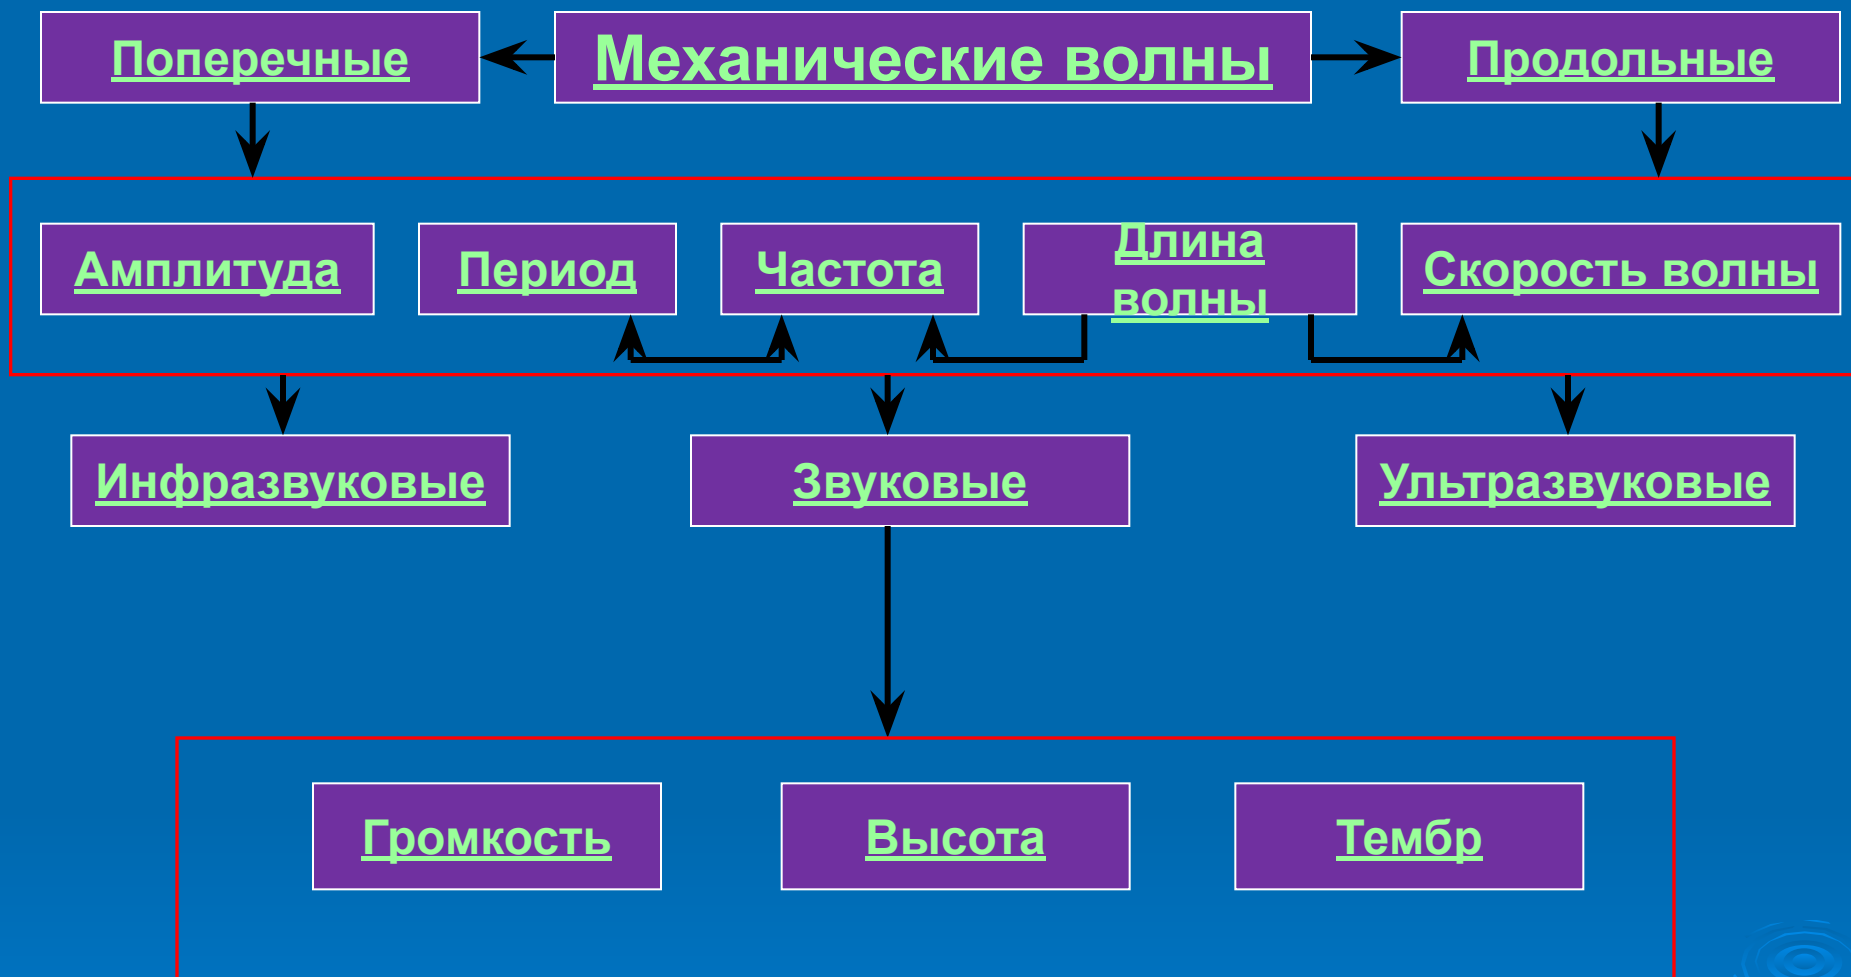 Поперечные
Механические волны
Продольные
Амплитуда
Период
Частота
Длина
волны
Скорость волны
Инфразвуковые
Звуковые
Ультразвуковые
Громкость
Высота
Тембр